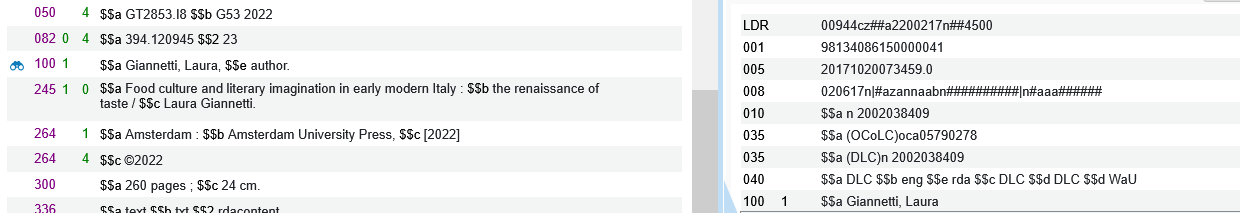 050 4 $$a GT2853.I8 $$b G53 2022
082 0 4 $$a 394.120945 $$2 23
100 1 $$a Giannetti, Laura, $$e author.
245 1 0 $$a Food culture and literary imagination in early modern Italy : $$b the renaissance of
taste / $$c Laura Giannetti.
264 1 $$a Amsterdam : $$b Amsterdam University Press, $$c [2022]
264 4 $$c ©2022
300 $$a 260 pages ; $$c 24 cm.
336 $$a text $$b txt $$2 rdacontent
LDR 00944cz##a2200217n##4500
001 98134086150000041
005 20171020073459.0
008 020617n|#azannaabn##########|n#aaa######
010 $$a n 2002038409
035 $$a (OCoLC)oca05790278
035 $$a (DLC)n 2002038409
040 $$a DLC $$b eng $$e rda $$c DLC $$d DLC $$d WaU
100 1 $$a Giannetti, Laura